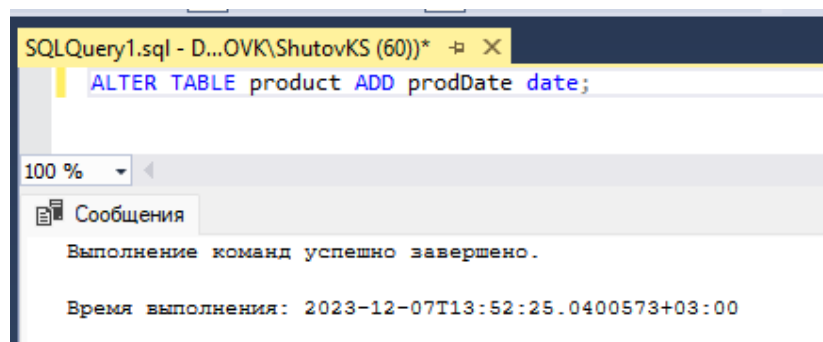 SQLQuery1.sql - D...OVK\ShutovKS (60))*
ALTER TABLE product ADD prodDate date;
100 %
Сообщения
Выполнение команд успешно завершено.
Время выполнения: 2023-12-07T13:52:25.0400573+03:00